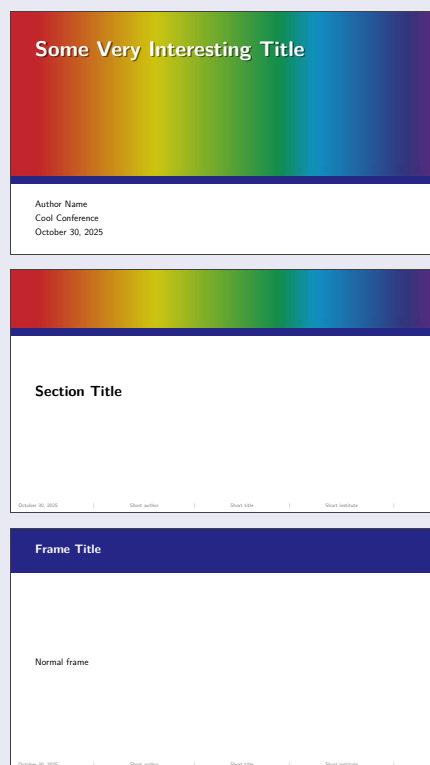 Some Very Interesting Title
Author Name
Cool Conference
October 30, 2025
Section Title
October 30, 2025 | Short author | Short title | Short institute |
Frame Title
Normal frame
October 30, 2025 | Short author | Short title | Short institute |